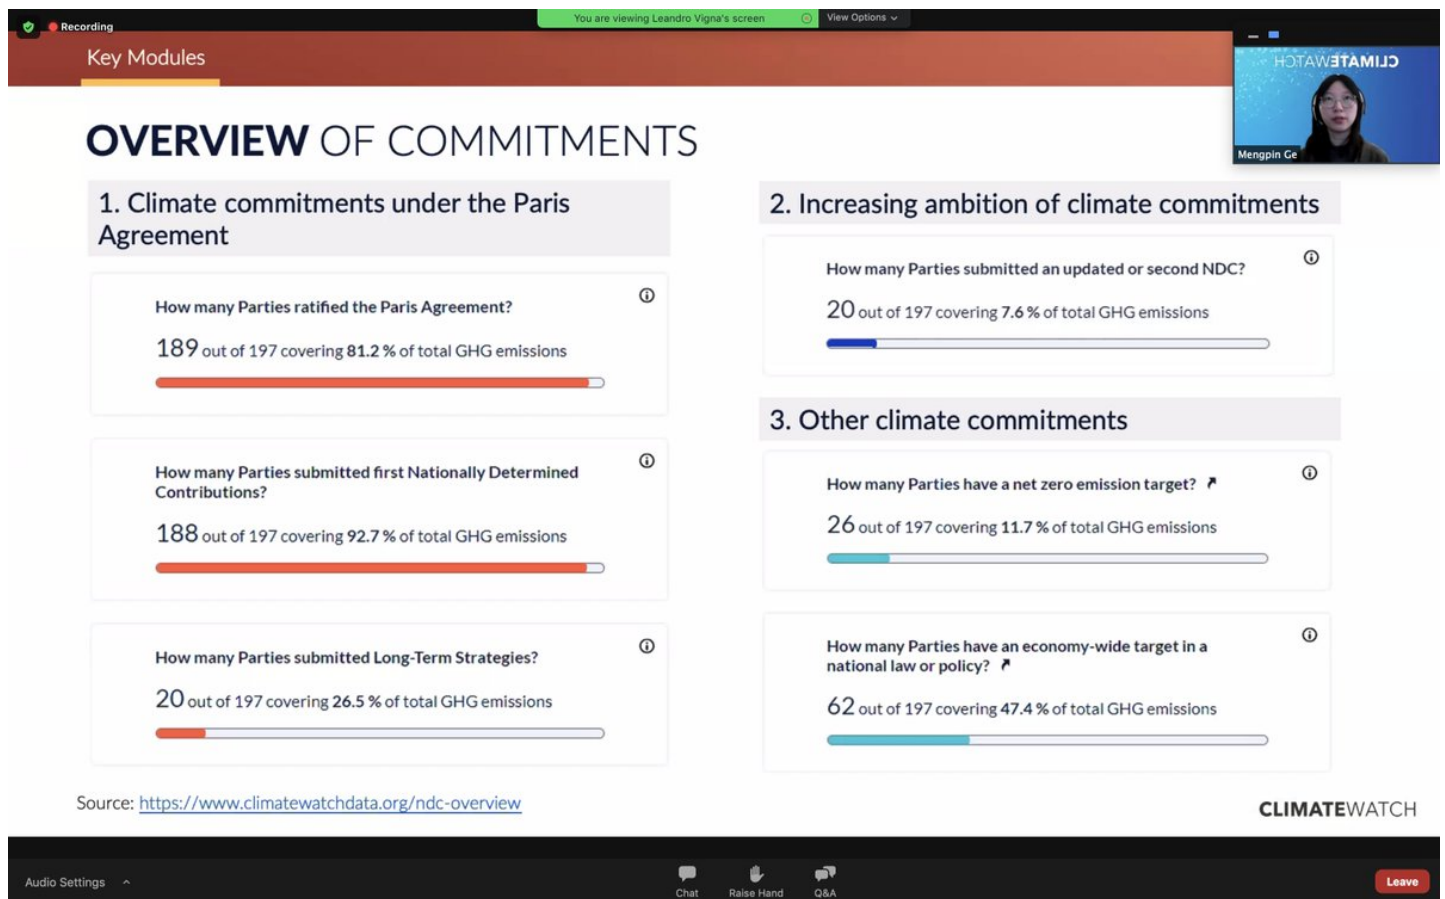 Recording
You are viewing Leandro Vigna's screen
View Options
Key Modules
CLIMATEWATCH
Mengpin Ge
OVERVIEW OF COMMITMENTS
1. Climate commitments under the Paris
Agreement
How many Parties ratified the Paris Agreement?
189 out of 197 covering 81.2 % of total GHG emissions
How many Parties submitted first Nationally Determined
Contributions?
188 out of 197 covering 92.7 % of total GHG emissions
How many Parties submitted Long-Term Strategies?
20 out of 197 covering 26.5 % of total GHG emissions
2. Increasing ambition of climate commitments
How many Parties submitted an updated or second NDC?
20 out of 197 covering 7.6 % of total GHG emissions
3. Other climate commitments
How many Parties have a net zero emission target?
26 out of 197 covering 11.7 % of total GHG emissions
How many Parties have an economy-wide target in a
national law or policy?
62 out of 197 covering 47.4 % of total GHG emissions
Source: https://www.climatewatchdata.org/ndc-overview
CLIMATEWATCH
Audio Settings
Chat
Raise Hand
Q&A
Leave